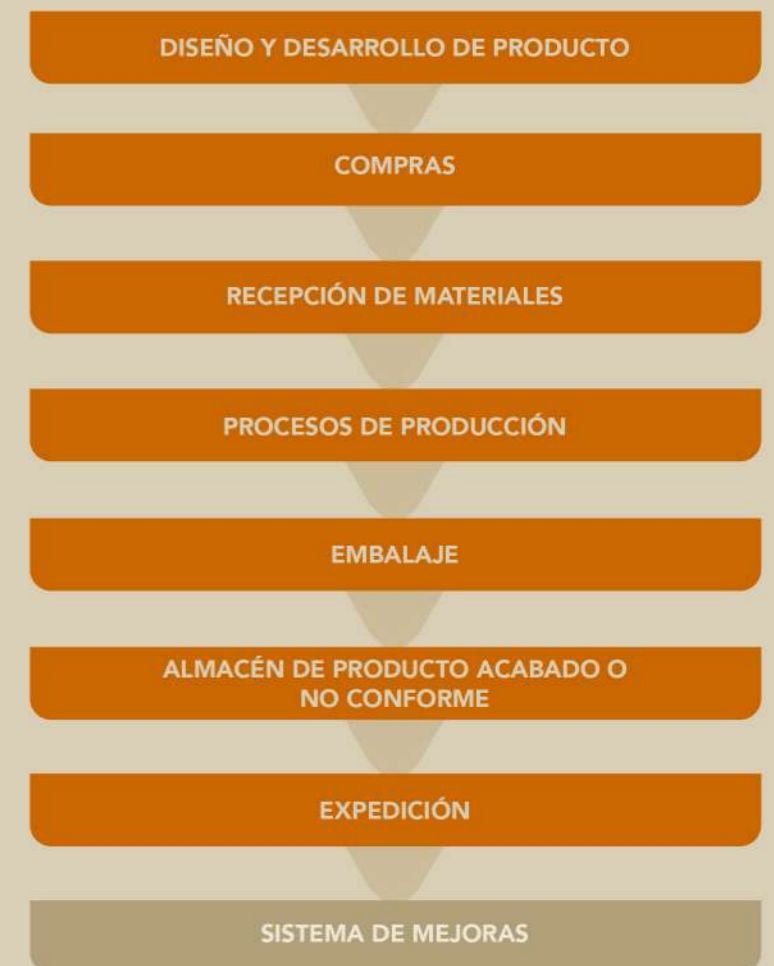 DISEÑO Y DESARROLLO DE PRODUCTO
COMPRAS
RECEPCIÓN DE MATERIALES
PROCESOS DE PRODUCCIÓN
EMBALAJE
ALMACÉN DE PRODUCTO ACABADO O
NO CONFORME
EXPEDICIÓN
SISTEMA DE MEJORAS